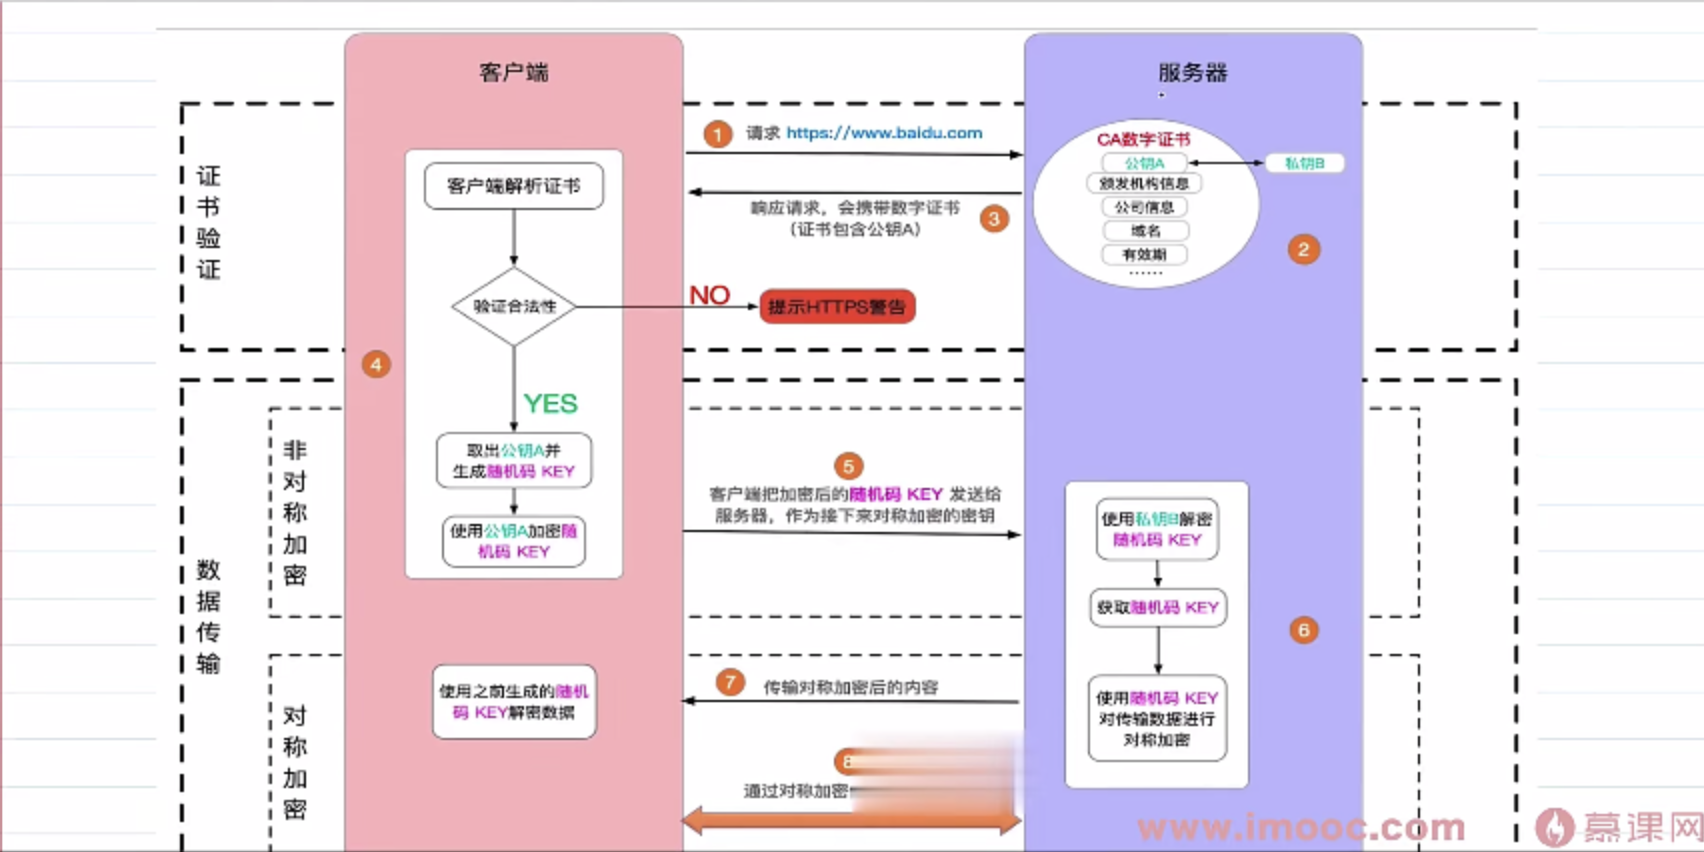 客户端
服务器
证书验证
1
请求 https://www.baidu.com
CA数字证书
公钥A
私钥B
颁发机构信息
公司信息
域名
有效期
......
2
响应请求，会携带数字证书
（证书包含公钥A）
3
客户端解析证书
验证合法性
NO
提示HTTPS警告
4
YES
数据传输
非对称加密
取出公钥A并
生成随机码 KEY
使用公钥A加密随
机码 KEY
5
客户端把加密后的随机码 KEY 发送给
服务器，作为接下来对称加密的密钥
使用私钥B解密
随机码 KEY
获取随机码 KEY
6
使用随机码 KEY
对传输数据进行
对称加密
对称加密
7
传输对称加密后的内容
使用之前生成的随机
码 KEY解密数据
8
通过对称加密
www.imooc.com
慕课网